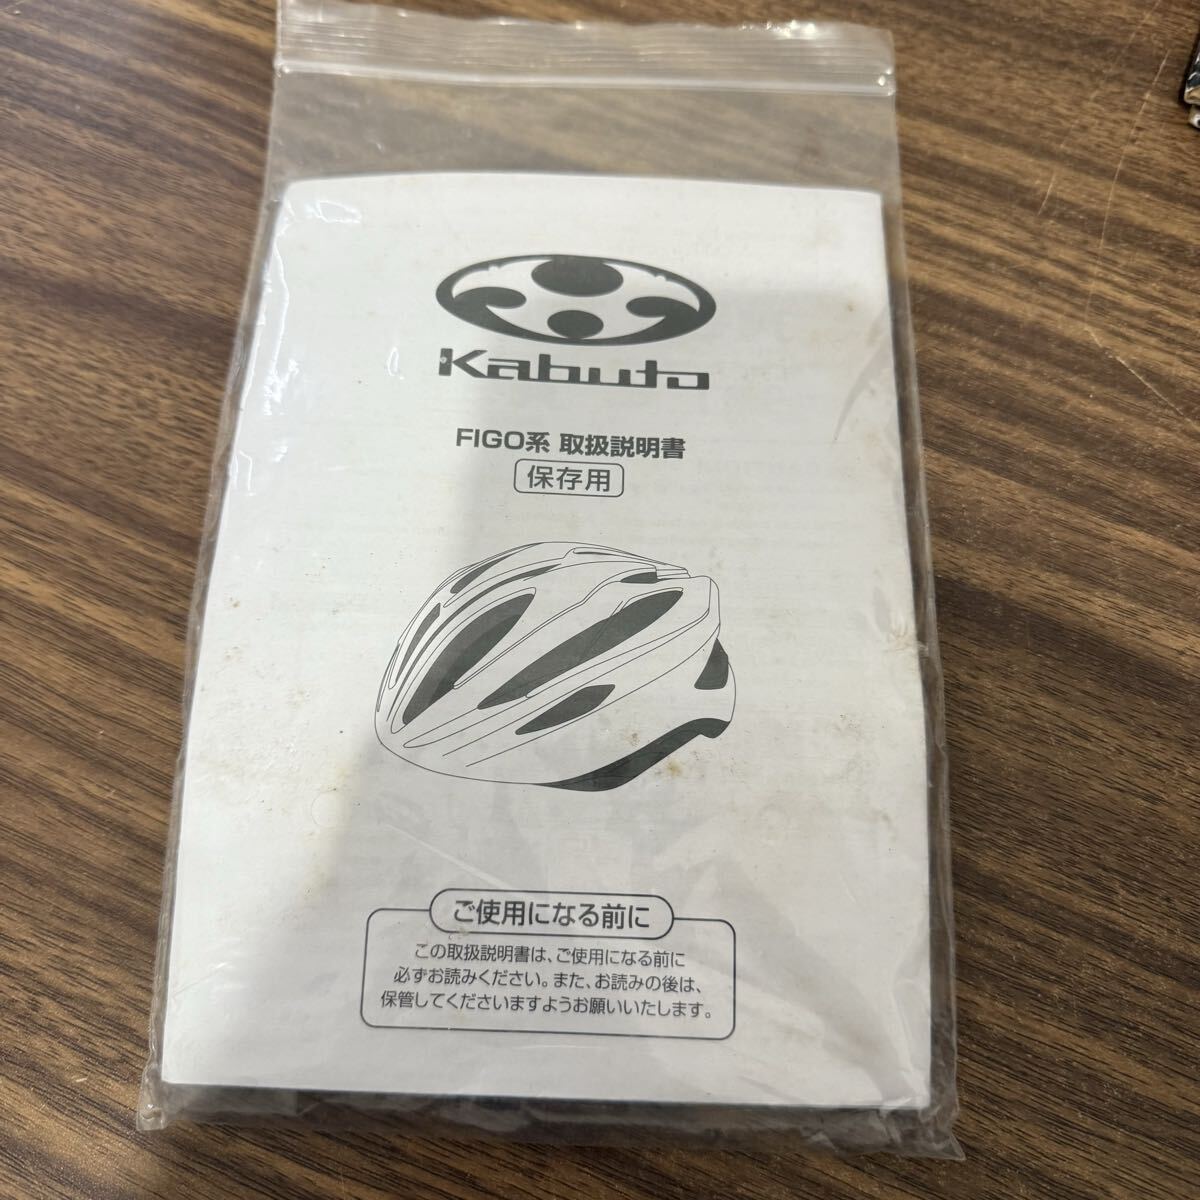 Kabuto
FIGO系 取扱説明書
保存用
ご使用になる前に
この取扱説明書は、ご使用になる前に
必ずお読みください。また、お読みの後は、
保管してくださいますようお願いいたします。